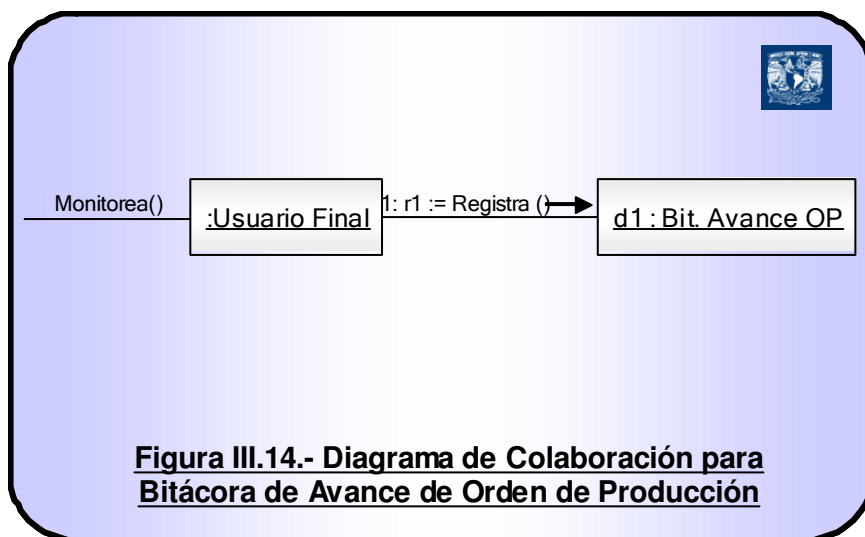 Monitorea()
:Usuario Final
1: r1 := Registra ()
d1 : Bit. Avance OP
Figura III.14.- Diagrama de Colaboración para
Bitácora de Avance de Orden de Producción